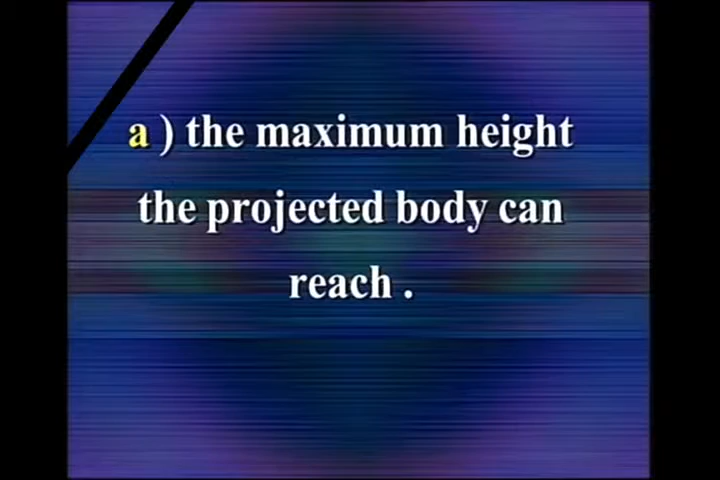 a ) the maximum height
the projected body can
reach .